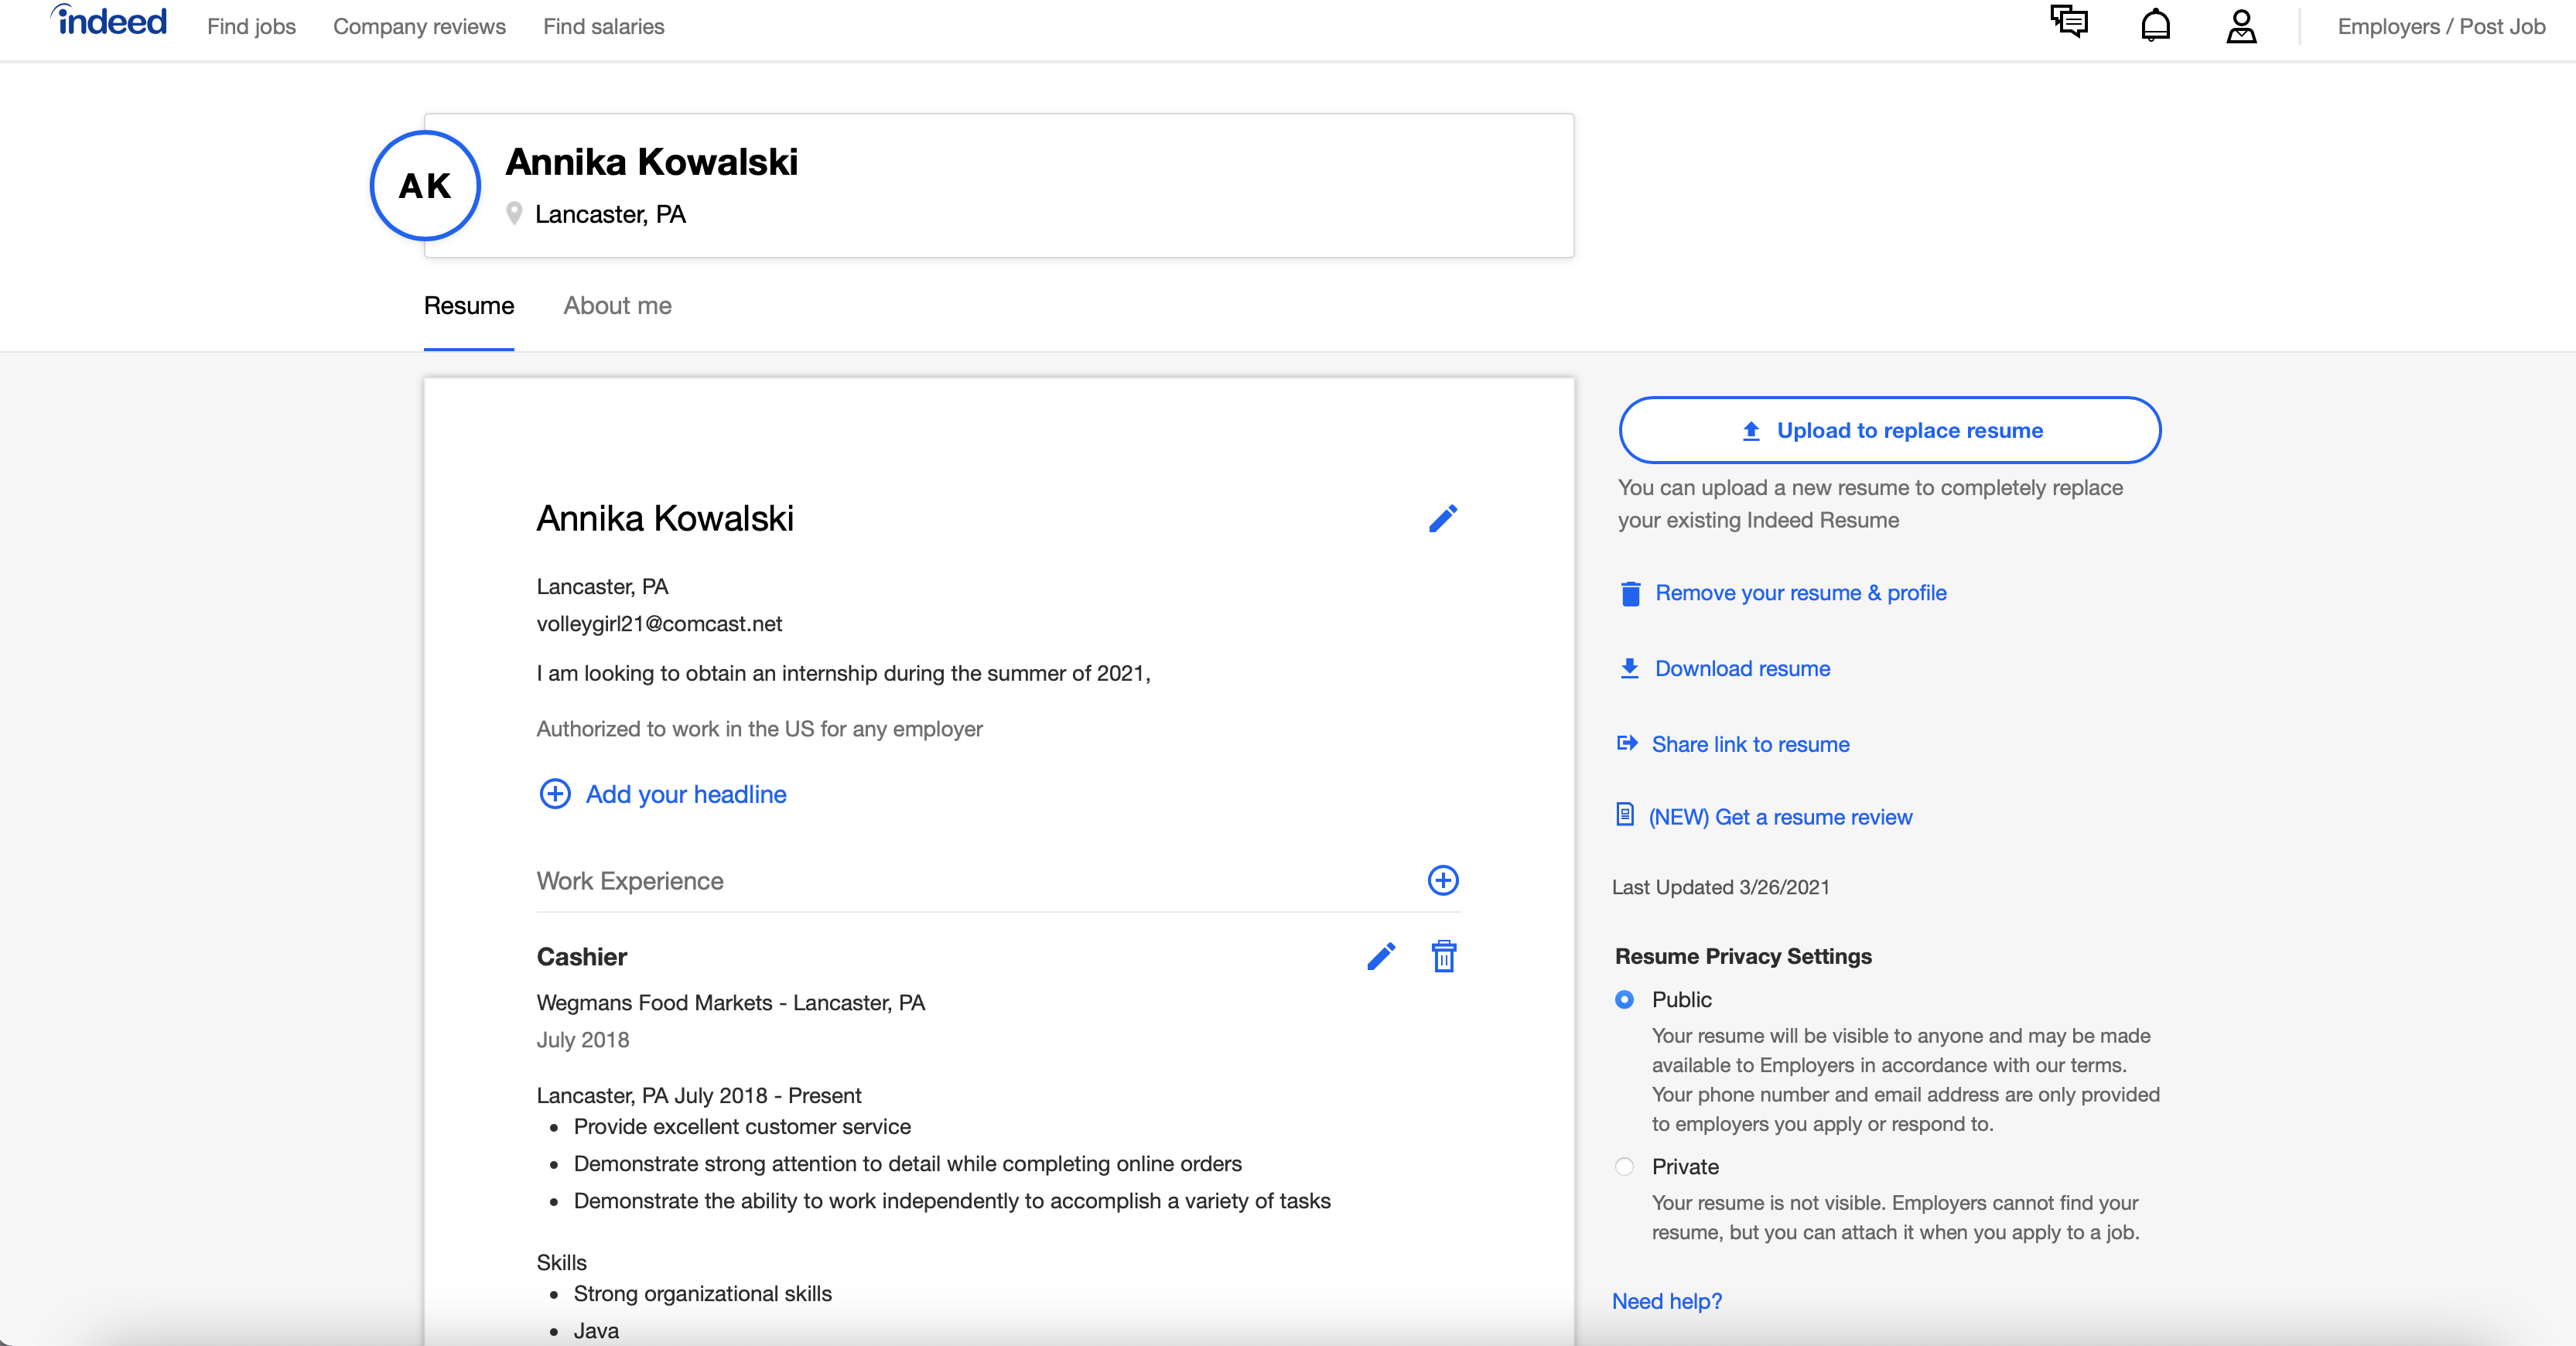 indeed Find jobs Company reviews Find salaries Employers / Post Job
AK
Annika Kowalski
Lancaster, PA
Resume About me
Annika Kowalski
Lancaster, PA
volleygirl21@comcast.net
I am looking to obtain an internship during the summer of 2021,
Authorized to work in the US for any employer
Add your headline
Work Experience
Cashier
Wegmans Food Markets - Lancaster, PA
July 2018
Lancaster, PA July 2018 - Present
• Provide excellent customer service
• Demonstrate strong attention to detail while completing online orders
• Demonstrate the ability to work independently to accomplish a variety of tasks
Skills
• Strong organizational skills
• Java
Upload to replace resume
You can upload a new resume to completely replace
your existing Indeed Resume
Remove your resume & profile
Download resume
Share link to resume
(NEW) Get a resume review
Last Updated 3/26/2021
Resume Privacy Settings
Public
Your resume will be visible to anyone and may be made
available to Employers in accordance with our terms.
Your phone number and email address are only provided
to employers you apply or respond to.
Private
Your resume is not visible. Employers cannot find your
resume, but you can attach it when you apply to a job.
Need help?